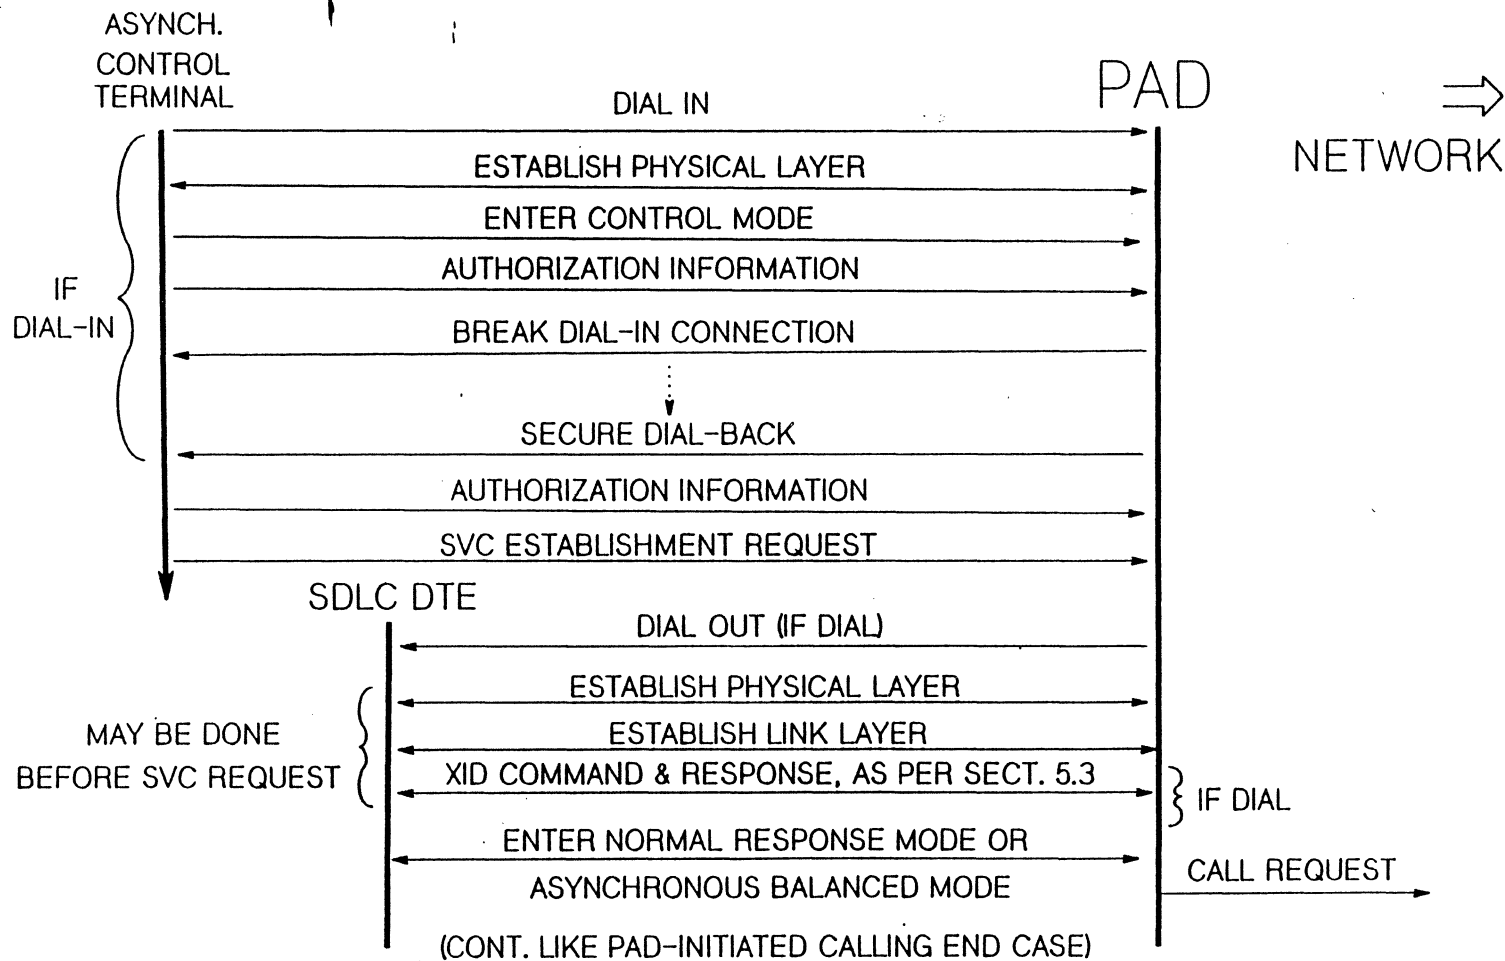 ASYNCH.
CONTROL
TERMINAL
PAD
NETWORK
DIAL IN
ESTABLISH PHYSICAL LAYER
ENTER CONTROL MODE
AUTHORIZATION INFORMATION
IF
DIAL-IN
BREAK DIAL-IN CONNECTION
SECURE DIAL-BACK
AUTHORIZATION INFORMATION
SVC ESTABLISHMENT REQUEST
SDLC DTE
DIAL OUT (IF DIAL)
ESTABLISH PHYSICAL LAYER
MAY BE DONE
BEFORE SVC REQUEST
ESTABLISH LINK LAYER
XID COMMAND & RESPONSE, AS PER SECT. 5.3
IF DIAL
ENTER NORMAL RESPONSE MODE OR
ASYNCHRONOUS BALANCED MODE
CALL REQUEST
(CONT. LIKE PAD-INITIATED CALLING END CASE)